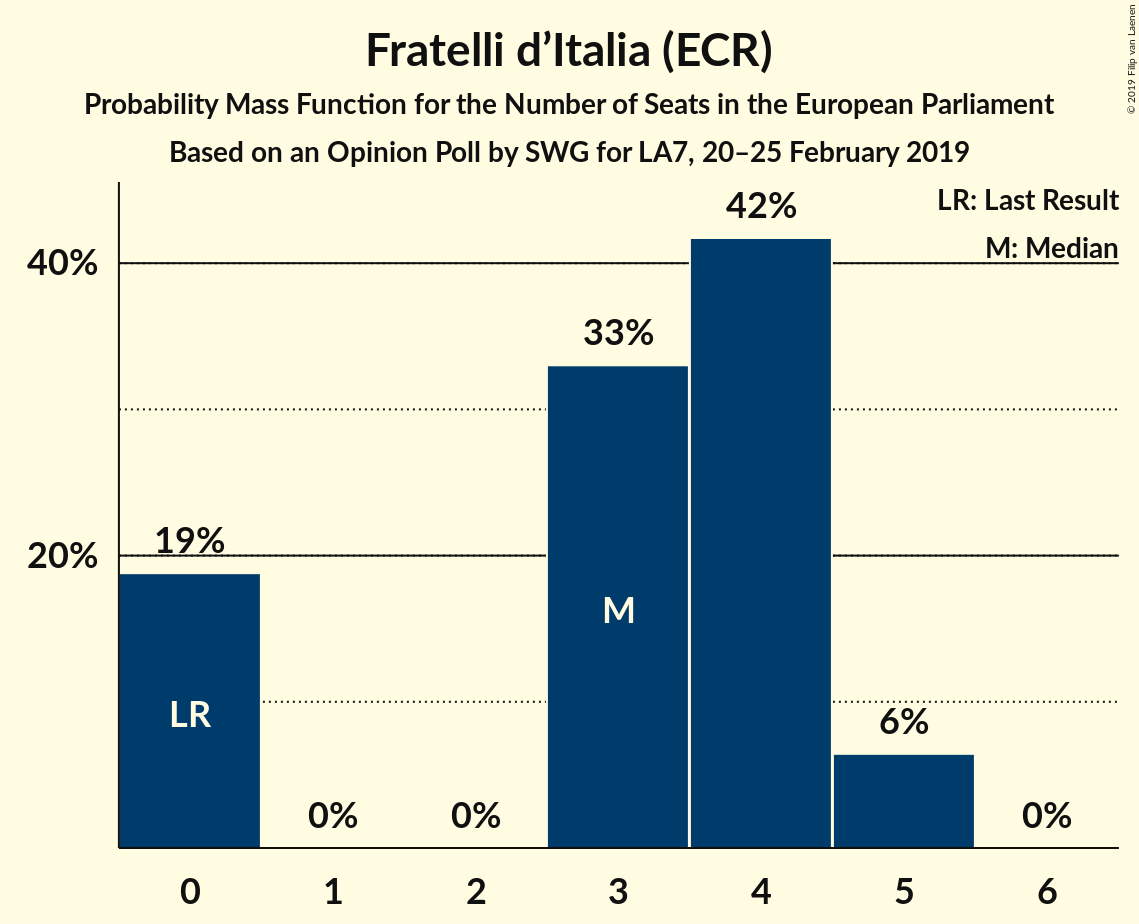 Fratelli d’Italia (ECR)
Probability Mass Function for the Number of Seats in the European Parliament
Based on an Opinion Poll by SWG for LA7, 20–25 February 2019
© 2019 Filip van Laenen
LR: Last Result
M: Median
42%
40%
33%
20%
19%
M
LR
6%
0%
0%
0%
0 1 2 3 4 5 6